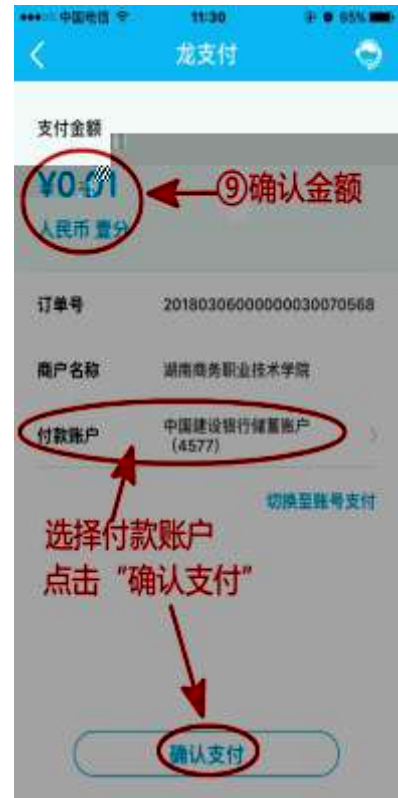 中国电信 11:30 95%
龙支付
支付金额
¥0.01
⑨确认金额
人民币 壹分
订单号 20180306000000030070568
商户名称 湖南商务职业技术学院
付款账户 中国建设银行储蓄账户
(4577)
切换至账号支付
选择付款账户
点击“确认支付”
确认支付